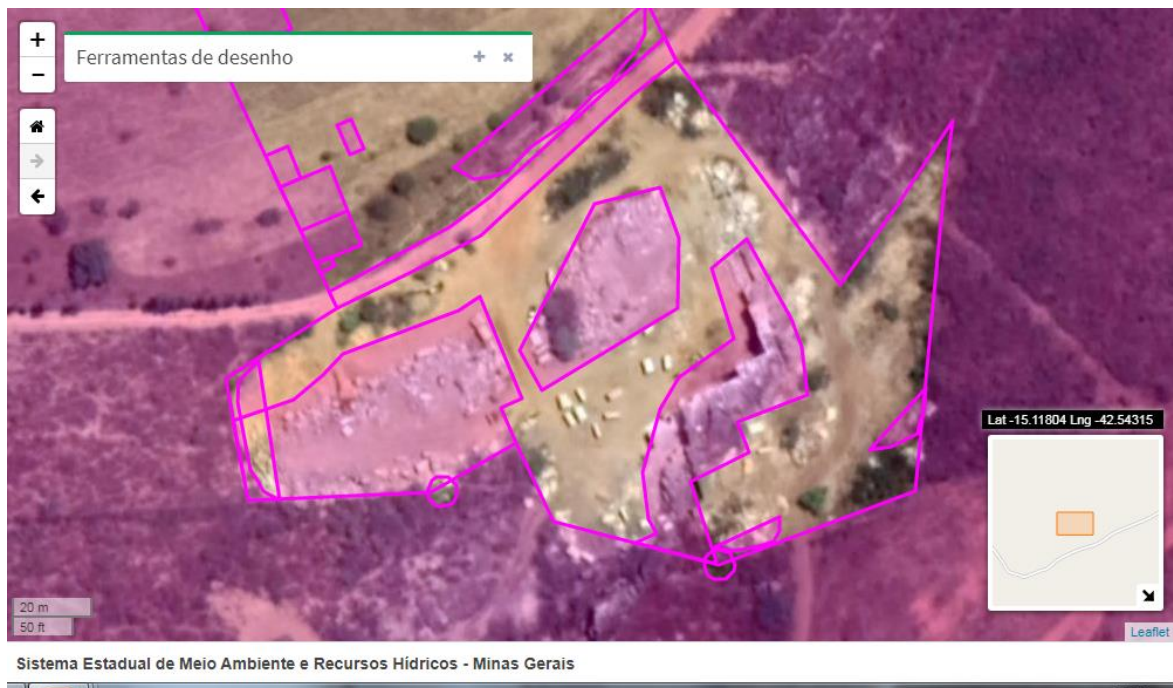 +
Ferramentas de desenho
−
Lat -15.11804 Lng -42.54315
20 m
50 ft
Leaflet
Sistema Estadual de Meio Ambiente e Recursos Hídricos - Minas Gerais